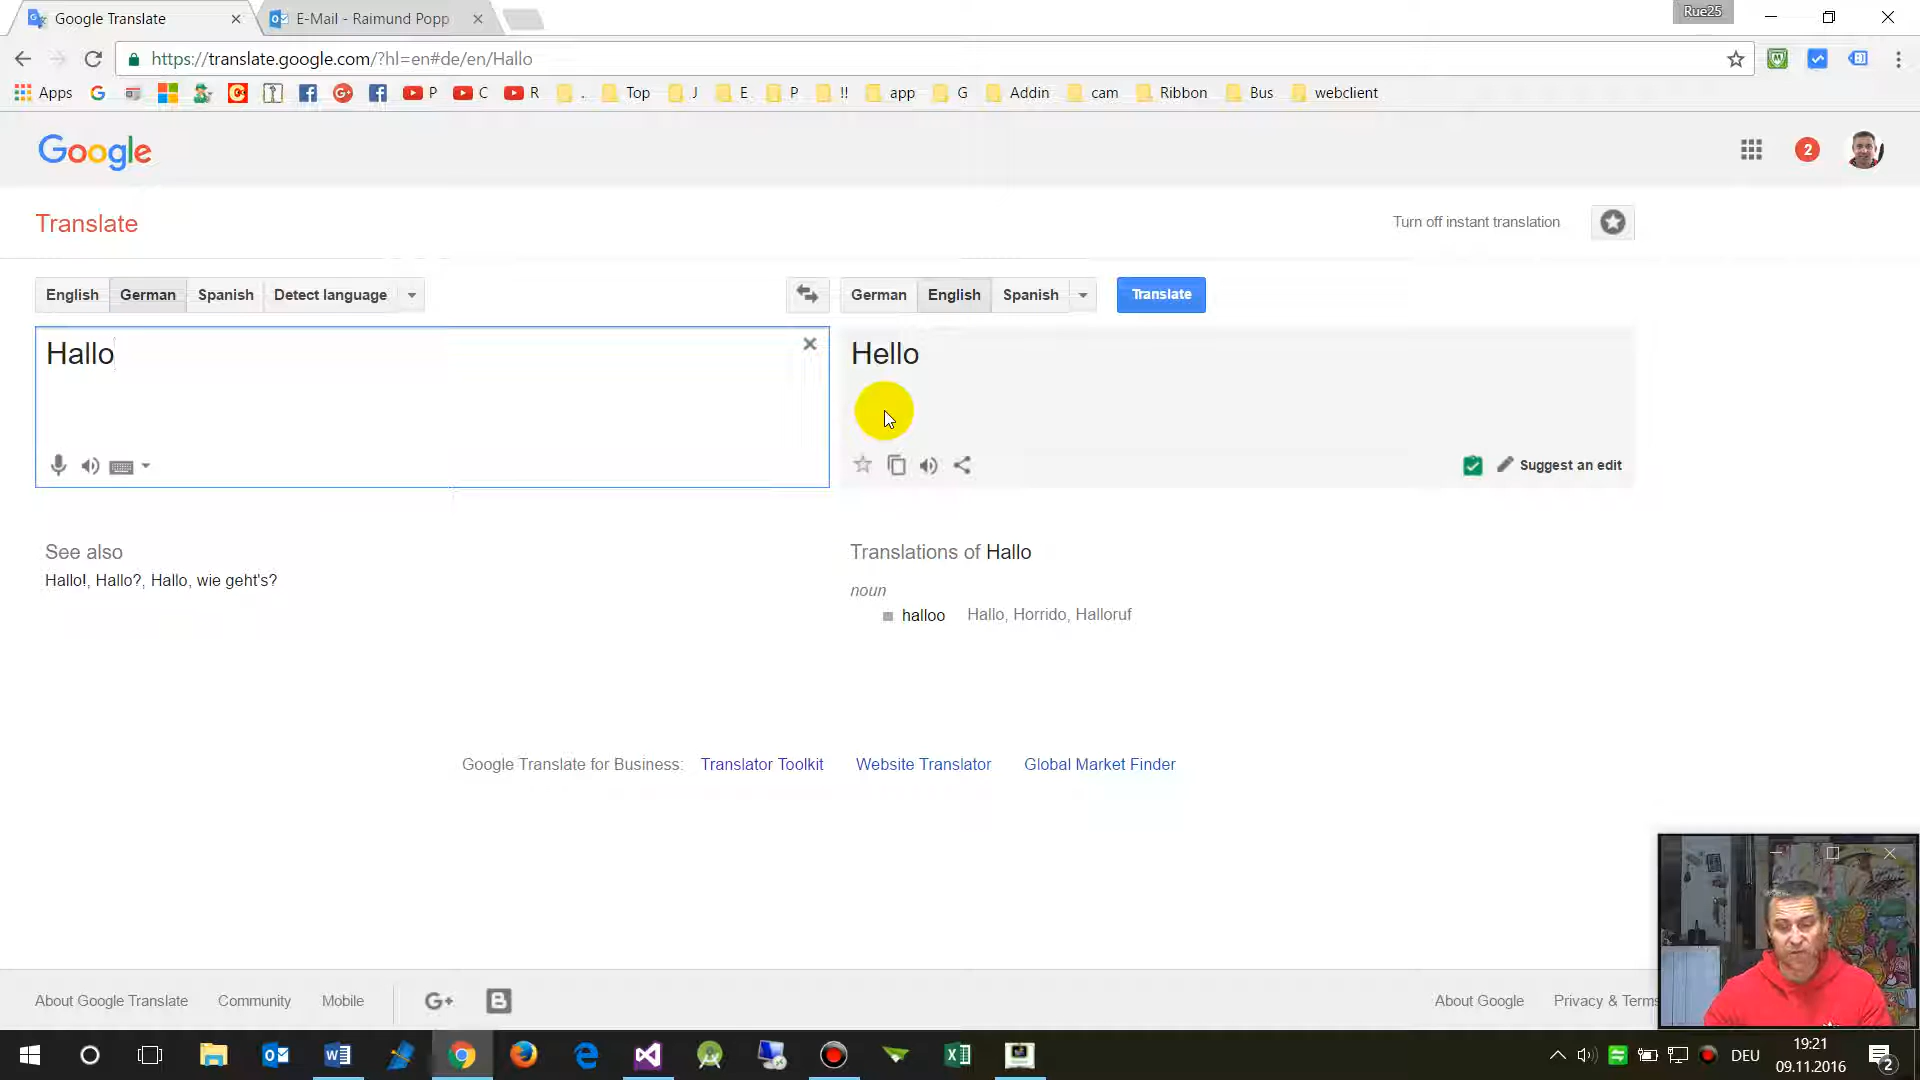 Google Translate
E-Mail - Raimund Popp
Rue25
https://translate.google.com/?hl=en#de/en/Hallo
Apps P C R . Top J E. P !! app G Addin cam Ribbon Bus webclient
Google
2
Translate
Turn off instant translation
English German Spanish Detect language
German English Spanish Translate
Hallo
Hello
Suggest an edit
See also
Hallo!, Hallo?, Hallo, wie geht's?
Translations of Hallo
noun
halloo Hallo, Horrido, Halloruf
Google Translate for Business: Translator Toolkit Website Translator Global Market Finder
About Google Translate Community Mobile G+ About Google Privacy & Terms
DEU
19:21
09.11.2016
2